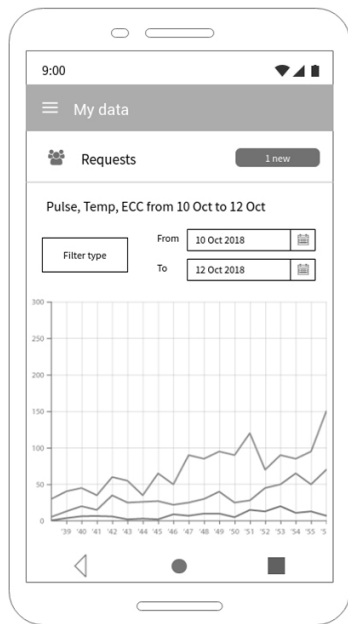 9:00
My data
Requests
1 new
Pulse, Temp, ECC from 10 Oct to 12 Oct
Filter type
From
10 Oct 2018
To
12 Oct 2018
300
250
200
150
100
50
0
'39 '40 '41 '42 '43 '44 '45 '46 '47 '48 '49 '50 '51 '52 '53 '54 '55 '5